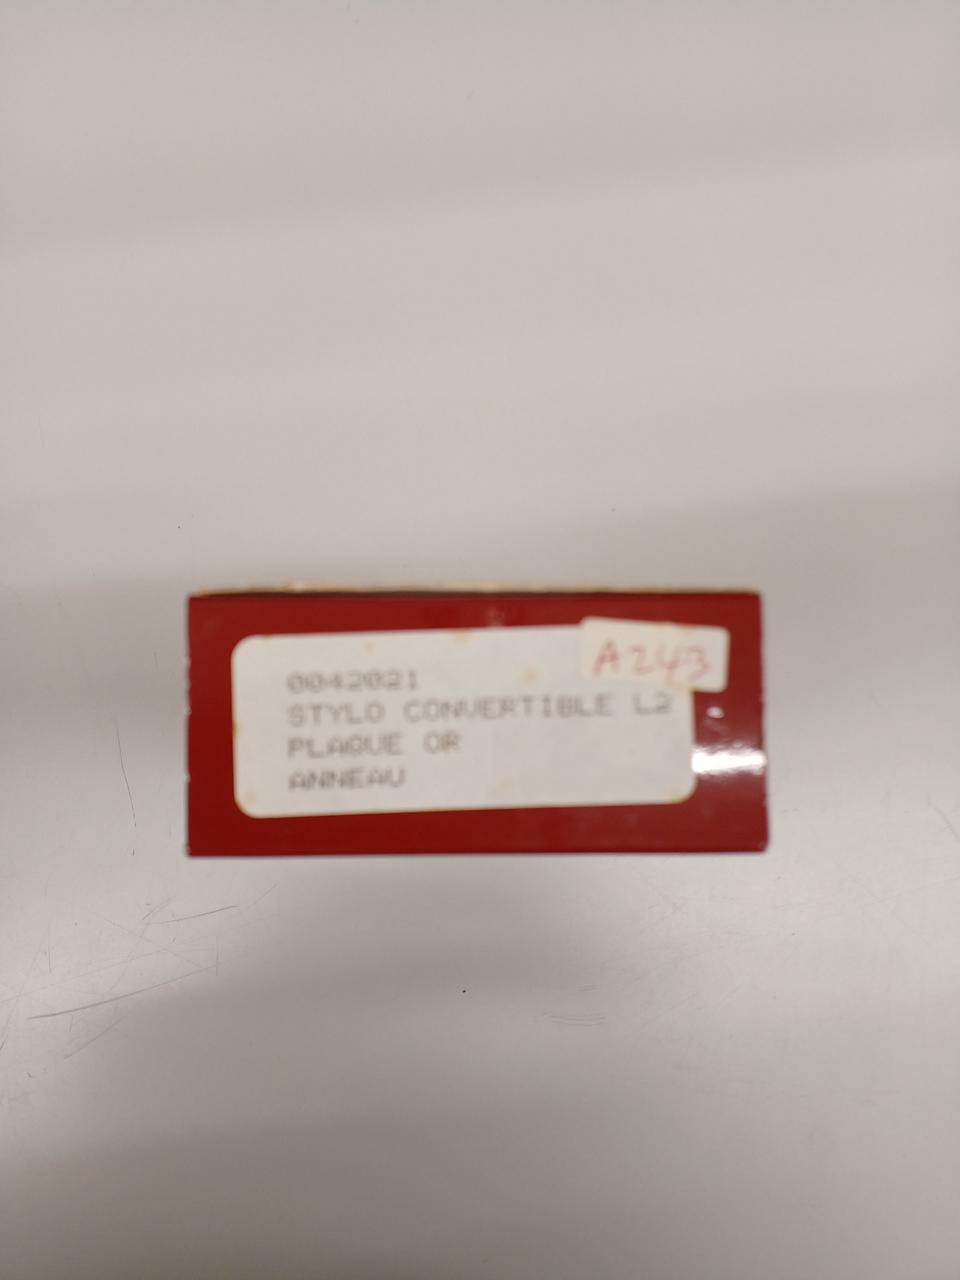 A243
0042021
STYLO CONVERTIBLE L2
PLAQUE OR
ANNEAU